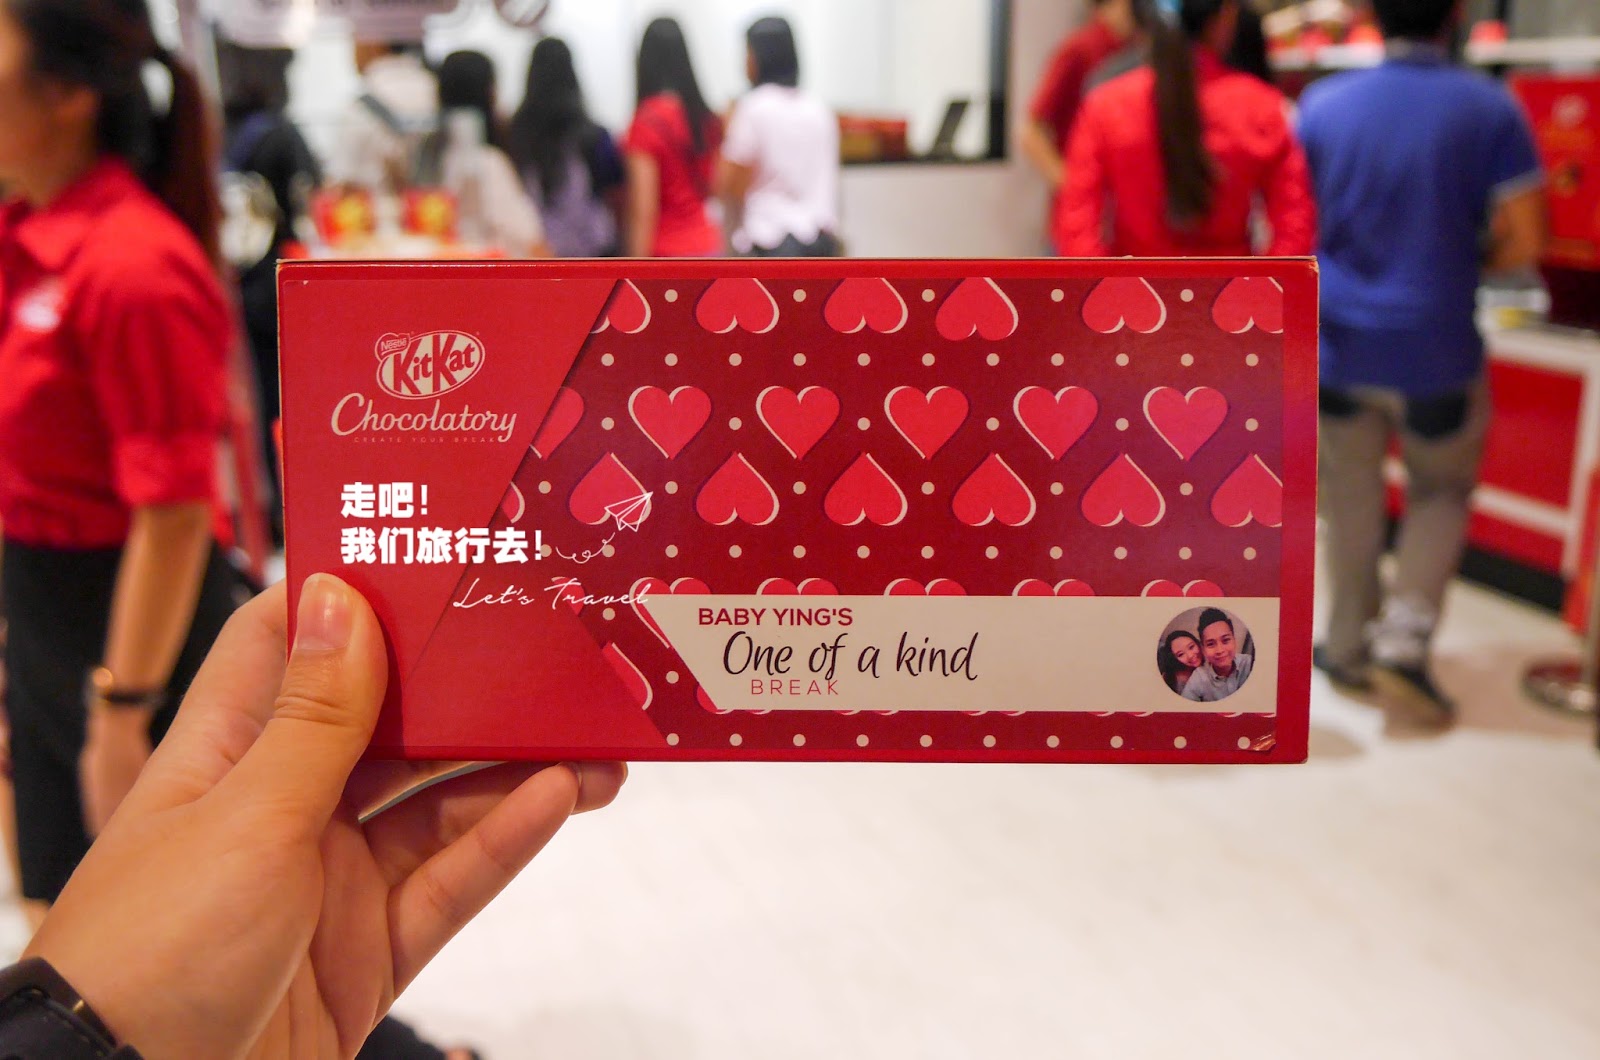 Nestlé
KitKat
Chocolatory
CREATE YOUR BREAK
走吧！
我们旅行去！
Let's Travel
BABY YING'S
One of a kind
BREAK